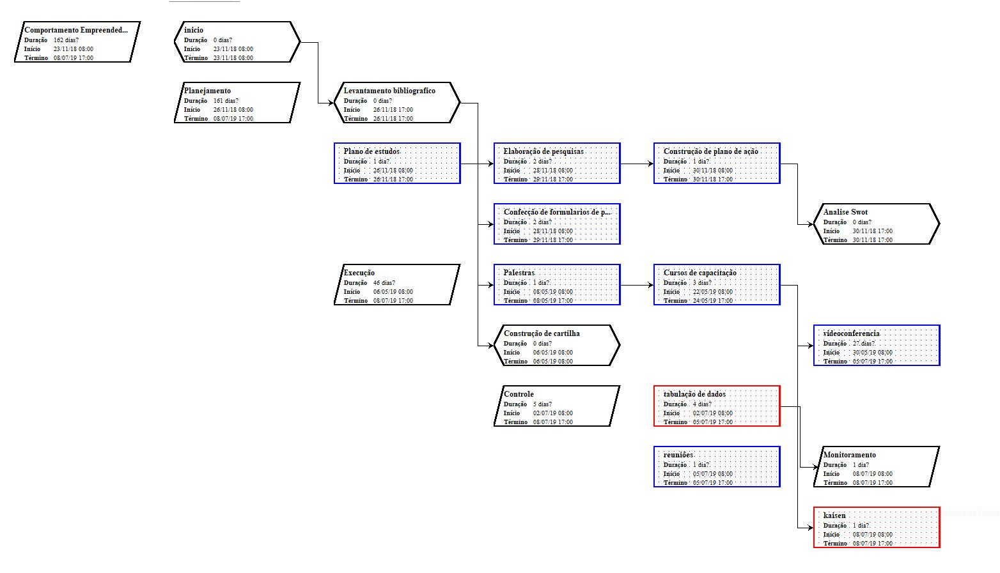 Comportamento Empreended...
Duração 162 dias?
Início 23/11/18 08:00
Término 08/07/19 17:00
inicio
Duração 0 dias?
Início 23/11/18 08:00
Término 23/11/18 08:00
Planejamento
Duração 161 dias?
Início 26/11/18 08:00
Término 08/07/19 17:00
Levantamento bibliografico
Duração 0 dias?
Início 26/11/18 17:00
Término 26/11/18 17:00
Plano de estudos
Duração 1 dia?
Início 26/11/18 08:00
Término 26/11/18 17:00
Elaboração de pesquisas
Duração 2 dias?
Início 28/11/18 08:00
Término 29/11/18 17:00
Construção de plano de ação
Duração 1 dia?
Início 30/11/18 08:00
Término 30/11/18 17:00
Confecção de formularios de p...
Duração 2 dias?
Início 28/11/18 08:00
Término 29/11/18 17:00
Analise Swot
Duração 0 dias?
Início 30/11/18 17:00
Término 30/11/18 17:00
Execução
Duração 46 dias?
Início 06/05/19 08:00
Término 08/07/19 17:00
Palestras
Duração 1 dia?
Início 08/05/19 08:00
Término 08/05/19 17:00
Cursos de capacitação
Duração 3 dias?
Início 22/05/19 08:00
Término 24/05/19 17:00
Construção de cartilha
Duração 0 dias?
Início 06/05/19 08:00
Término 06/05/19 08:00
videoconferencia
Duração 27 dias?
Início 30/05/19 08:00
Término 05/07/19 17:00
Controle
Duração 5 dias?
Início 02/07/19 08:00
Término 08/07/19 17:00
tabulação de dados
Duração 4 dias?
Início 02/07/19 08:00
Término 05/07/19 17:00
reuniões
Duração 1 dia?
Início 05/07/19 08:00
Término 05/07/19 17:00
Monitoramento
Duração 1 dia?
Início 08/07/19 08:00
Término 08/07/19 17:00
kaisen
Duração 1 dia?
Início 08/07/19 08:00
Término 08/07/19 17:00